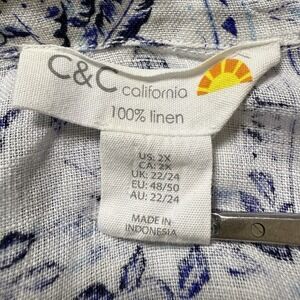 C&C california
100% linen
US: 2X
CA: 2X
UK: 22/24
EU: 48/50
AU: 22/24
MADE IN
INDONESIA